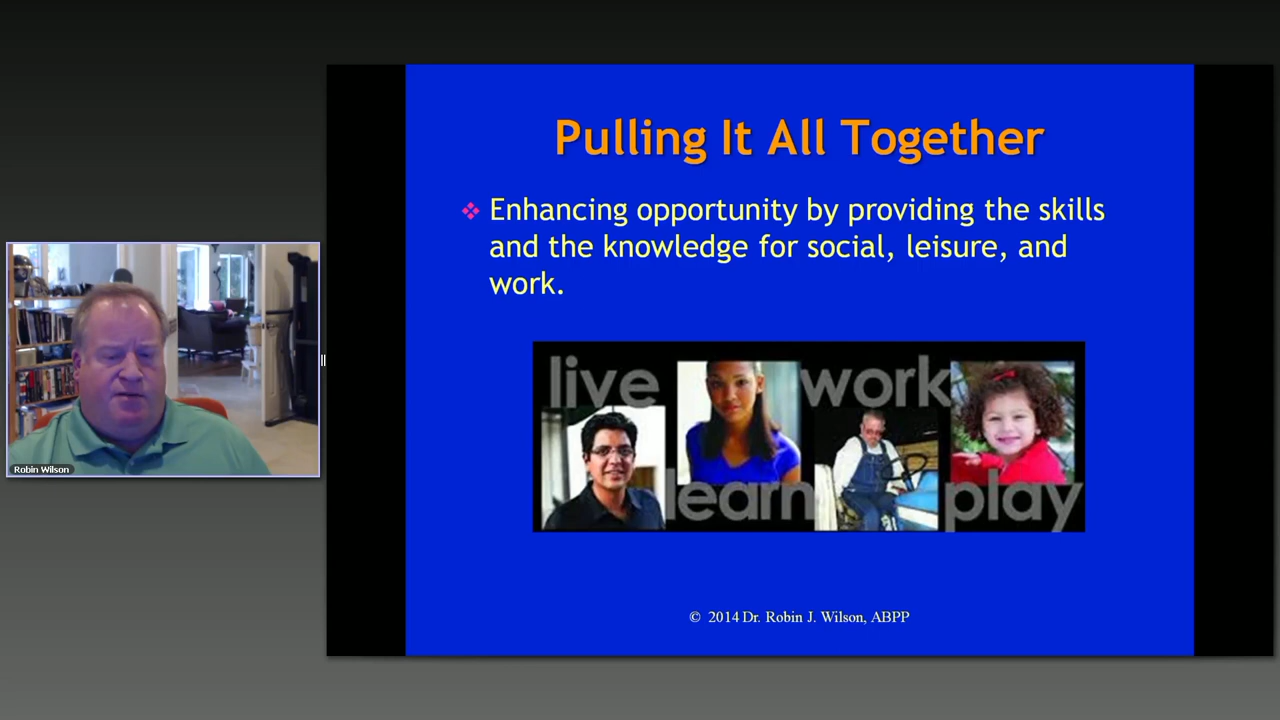 Pulling It All Together
❖ Enhancing opportunity by providing the skills
and the knowledge for social, leisure, and
work.
live
work
learn
play
© 2014 Dr. Robin J. Wilson, ABPP
Robin Wilson